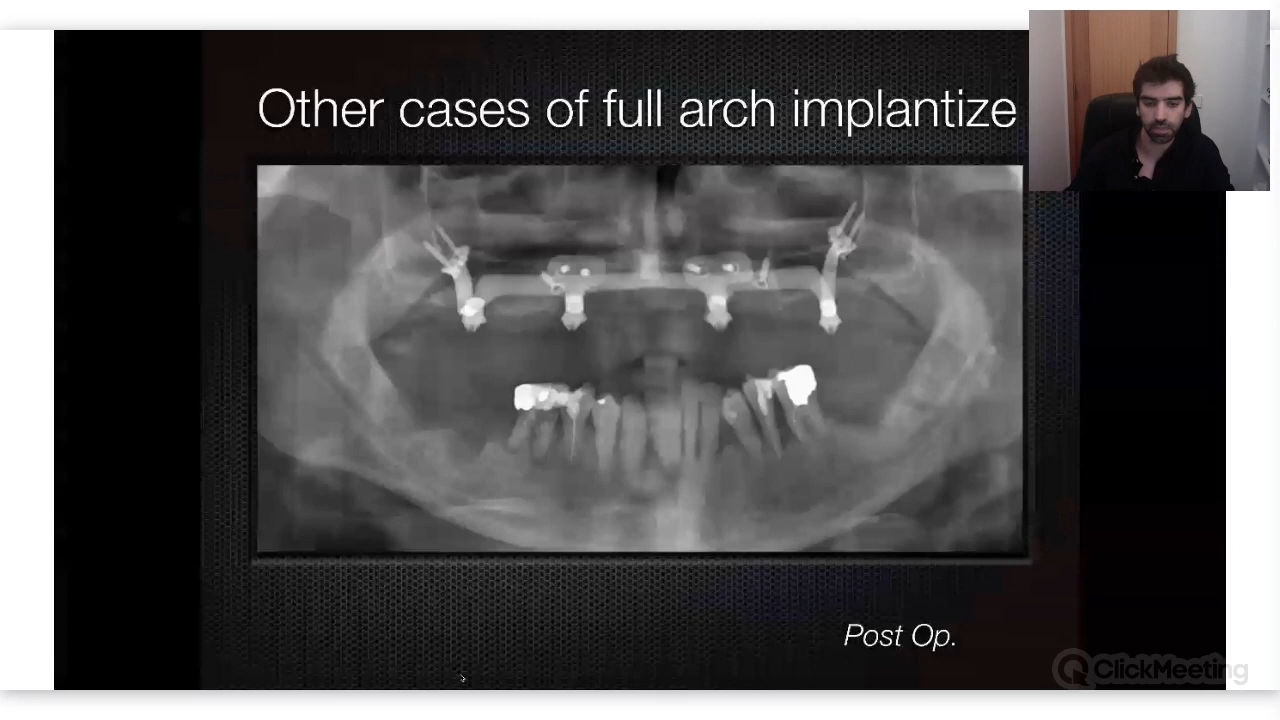 Other cases of full arch implantize
Post Op.
ClickMeeting